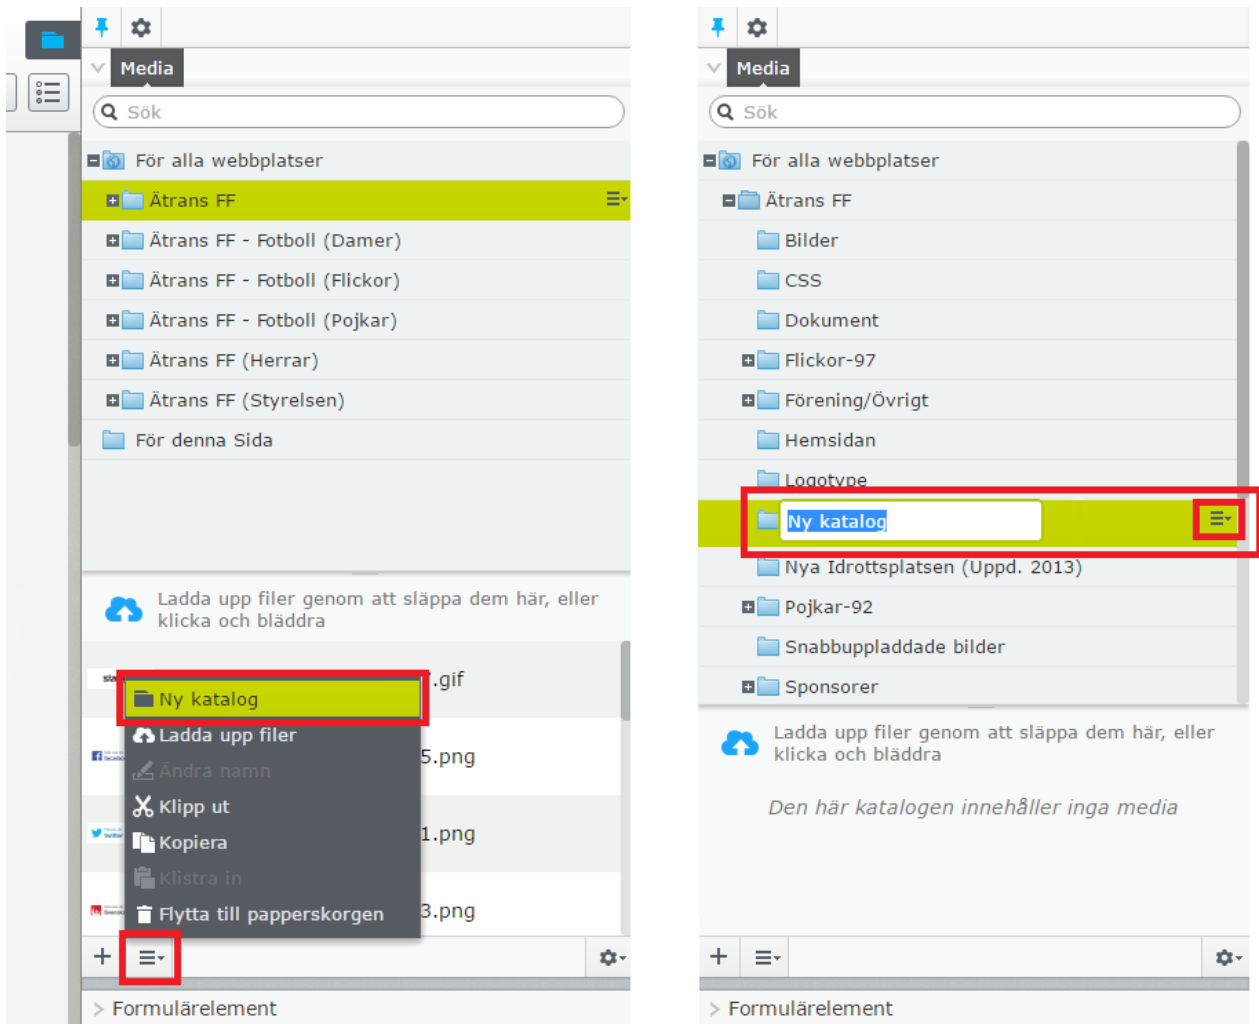 Media
Sök
För alla webbplatser
Ätrans FF
Ätrans FF - Fotboll (Damer)
Ätrans FF - Fotboll (Flickor)
Ätrans FF - Fotboll (Pojkar)
Ätrans FF (Herrar)
Ätrans FF (Styrelsen)
För denna Sida
Ladda upp filer genom att släppa dem här, eller
klicka och bläddra
.gif
Ny katalog
Ladda upp filer
5.png
Ändra namn
Klipp ut
1.png
Kopiera
Klistra in
Flytta till papperskorgen
3.png
Formulärelement
Media
Sök
För alla webbplatser
Ätrans FF
Bilder
CSS
Dokument
Flickor-97
Förening/Övrigt
Hemsidan
Logotype
Ny katalog
Nya Idrottsplatsen (Uppd. 2013)
Pojkar-92
Snabbuppladdade bilder
Sponsorer
Ladda upp filer genom att släppa dem här, eller
klicka och bläddra
Den här katalogen innehåller inga media
Formulärelement